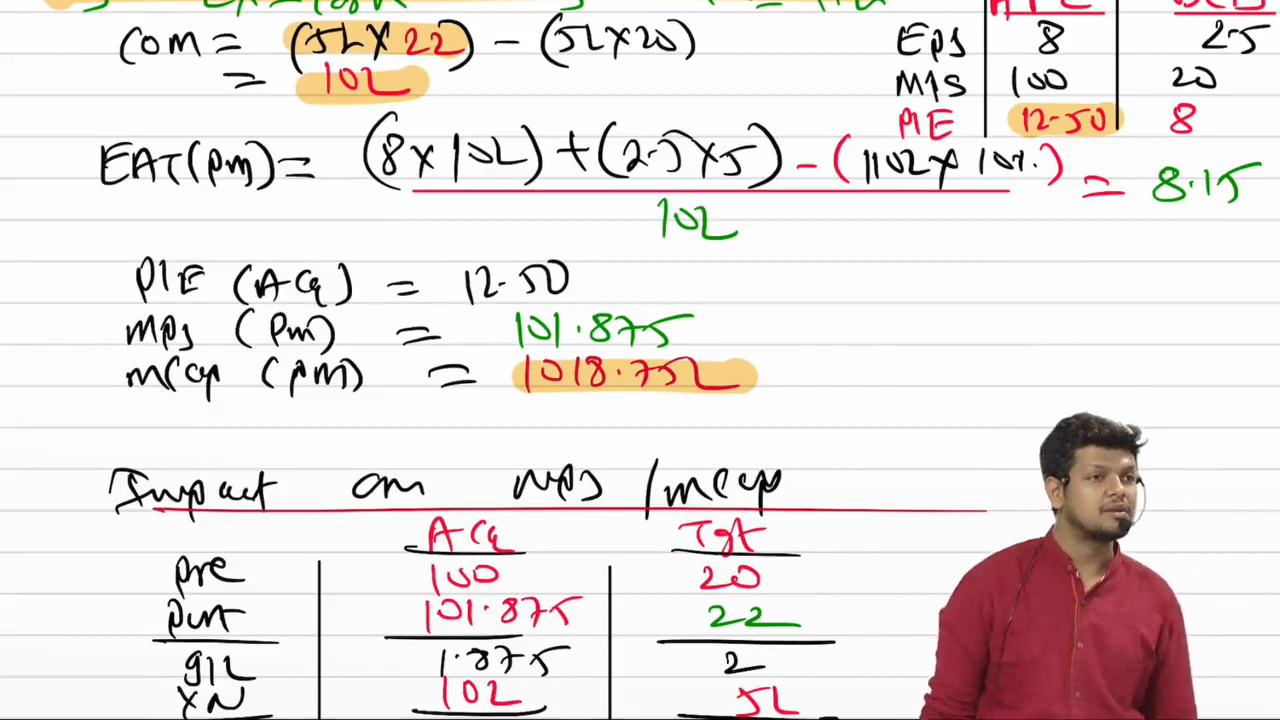 COM = (5L x 22) - (5L x 20)
= 10L
Eps 8 2.5
MPS 100 20
P/E 12.50 8
EAT (pm) = (8 x 10L) + (2.5 x 5) - (110L x 10%) = 8.15
10L
P/E (Acq) = 12.50
mps (pm) = 101.875
mcap (pm) = 1018.75L
Impact on MPS / mcap
Acq Tgt
pre 100 20
post 101.875 22
g/L 1.875 2
x N 10L 5L